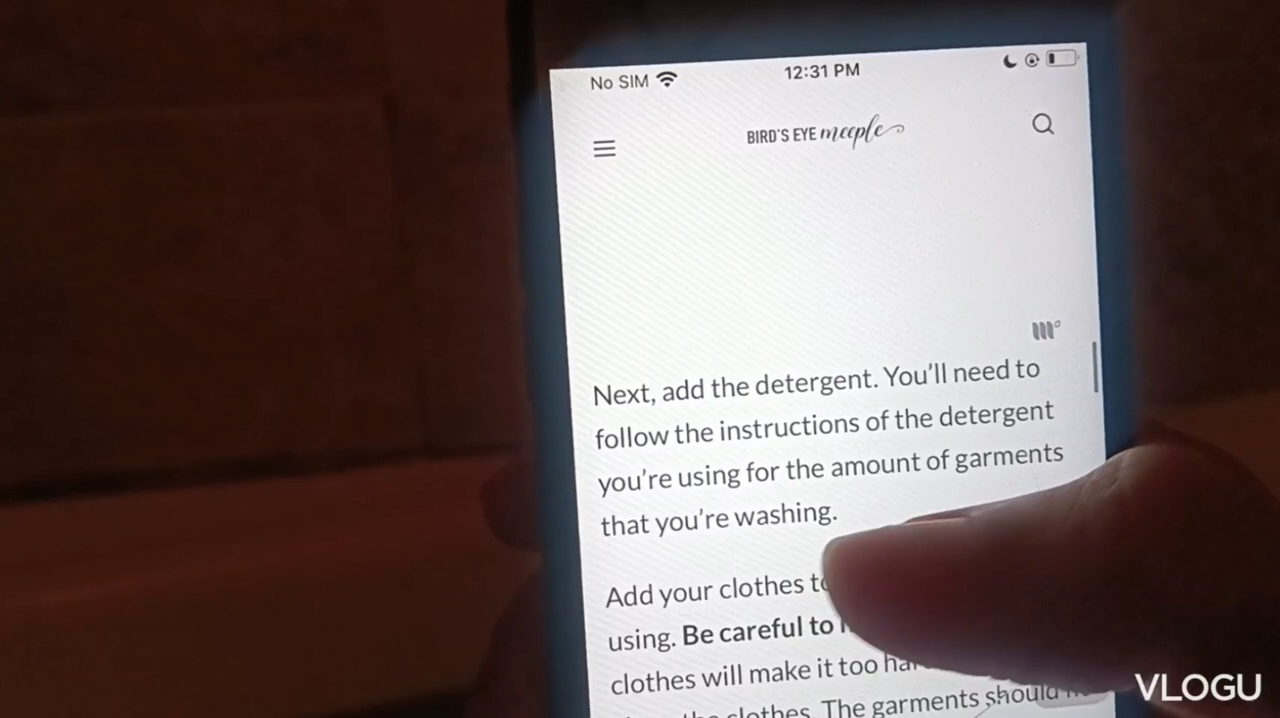 No SIM
12:31 PM
BIRD'S EYE meeple
Next, add the detergent. You'll need to
follow the instructions of the detergent
you're using for the amount of garments
that you're washing.
Add your clothes
using. Be careful to
clothes will make it too
clothes. The garments should
VLOGU